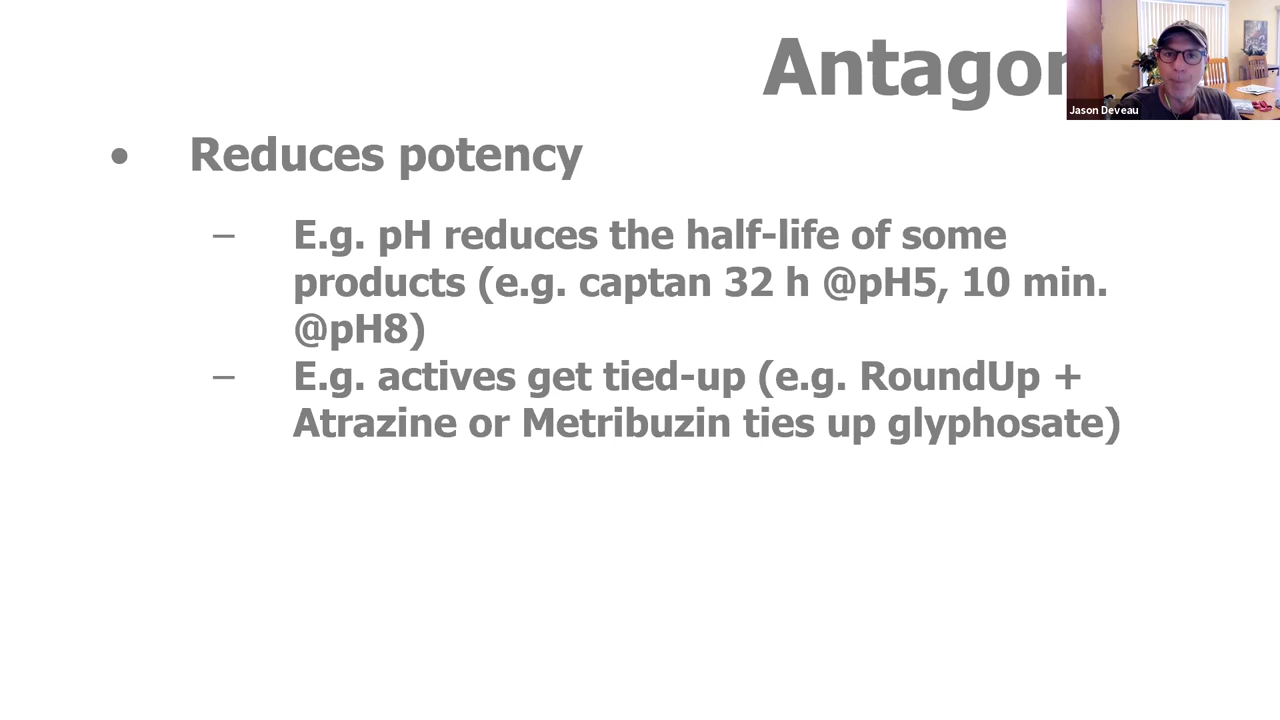 Antagon
Jason Deveau
• Reduces potency
– E.g. pH reduces the half-life of some
products (e.g. captan 32 h @pH5, 10 min.
@pH8)
– E.g. actives get tied-up (e.g. RoundUp +
Atrazine or Metribuzin ties up glyphosate)